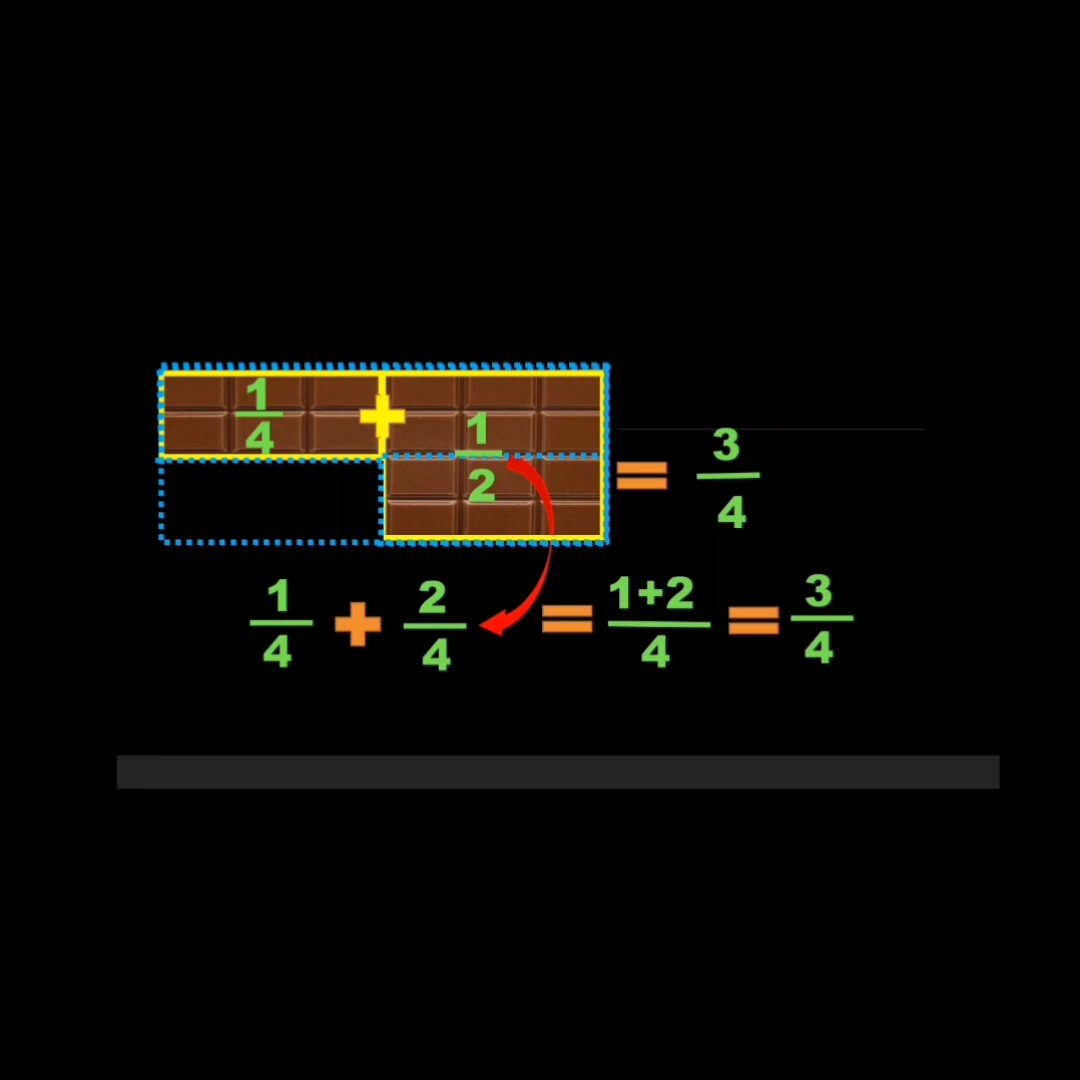 1/4 + 1/2 = 3/4
1/4 + 2/4 = 1+2/4 = 3/4